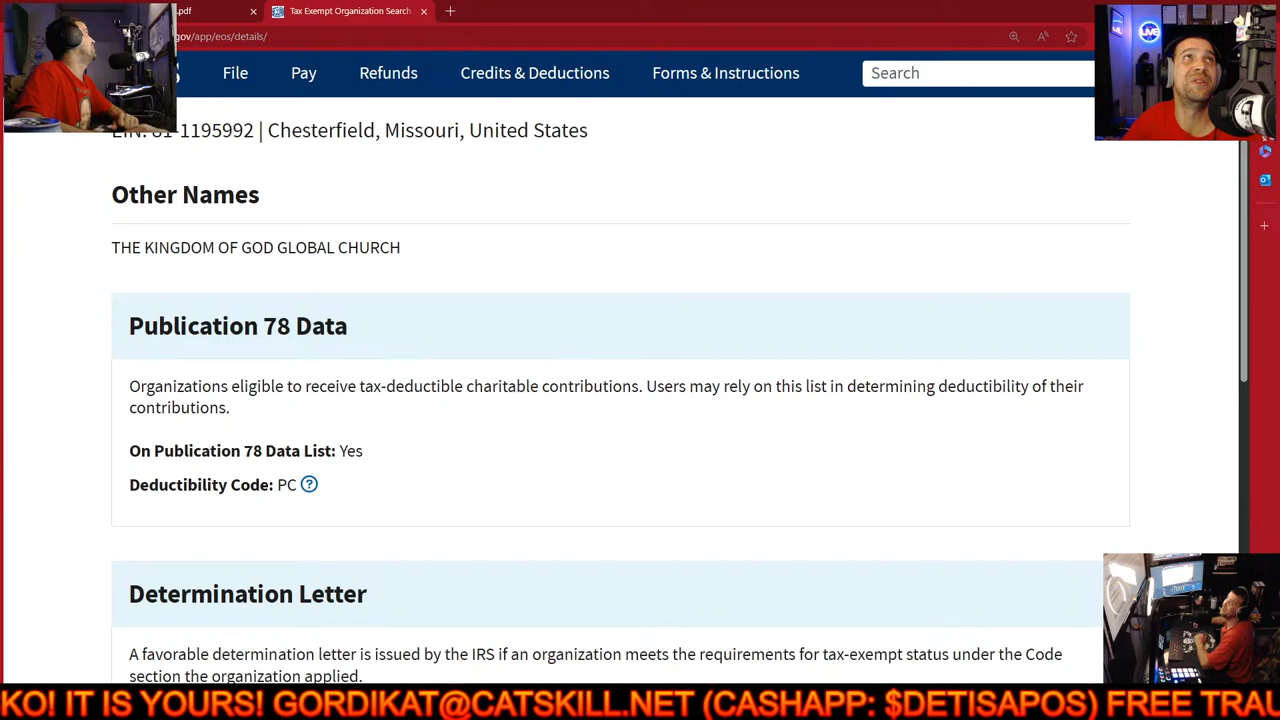 .pdf
Tax Exempt Organization Search
gov/app/eos/details/
File Pay Refunds Credits & Deductions Forms & Instructions Search
LIVE
EIN: 81-1195992 | Chesterfield, Missouri, United States
Other Names
THE KINGDOM OF GOD GLOBAL CHURCH
Publication 78 Data
Organizations eligible to receive tax-deductible charitable contributions. Users may rely on this list in determining deductibility of their
contributions.
On Publication 78 Data List: Yes
Deductibility Code: PC ?
Determination Letter
A favorable determination letter is issued by the IRS if an organization meets the requirements for tax-exempt status under the Code
section the organization applied.
KO! IT IS YOURS! GORDIKAT@CATSKILL.NET (CASHAPP: $DETISAPOS) FREE TRAU